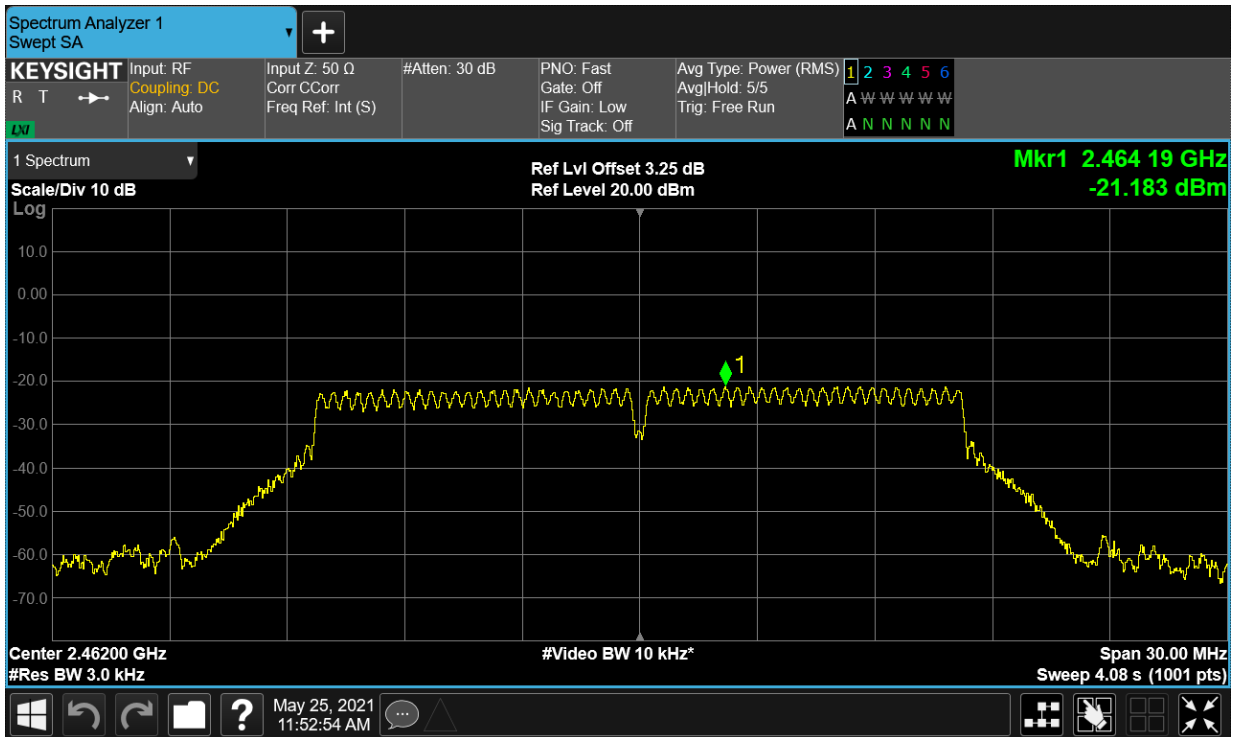 Spectrum Analyzer 1
Swept SA
+
KEYSIGHT
R T
LXI
Input: RF
Coupling: DC
Align: Auto
Input Z: 50 Ω
Corr CCorr
Freq Ref: Int (S)
#Atten: 30 dB
PNO: Fast
Gate: Off
IF Gain: Low
Sig Track: Off
Avg Type: Power (RMS)
Avg|Hold: 5/5
Trig: Free Run
1 2 3 4 5 6
A W W W W W
A N N N N N
1 Spectrum
Scale/Div 10 dB
Log
Ref Lvl Offset 3.25 dB
Ref Level 20.00 dBm
Mkr1 2.464 19 GHz
-21.183 dBm
10.0
0.00
-10.0
-20.0
-30.0
-40.0
-50.0
-60.0
-70.0
1
Center 2.46200 GHz
#Res BW 3.0 kHz
#Video BW 10 kHz*
Span 30.00 MHz
Sweep 4.08 s (1001 pts)
?
May 25, 2021
11:52:54 AM